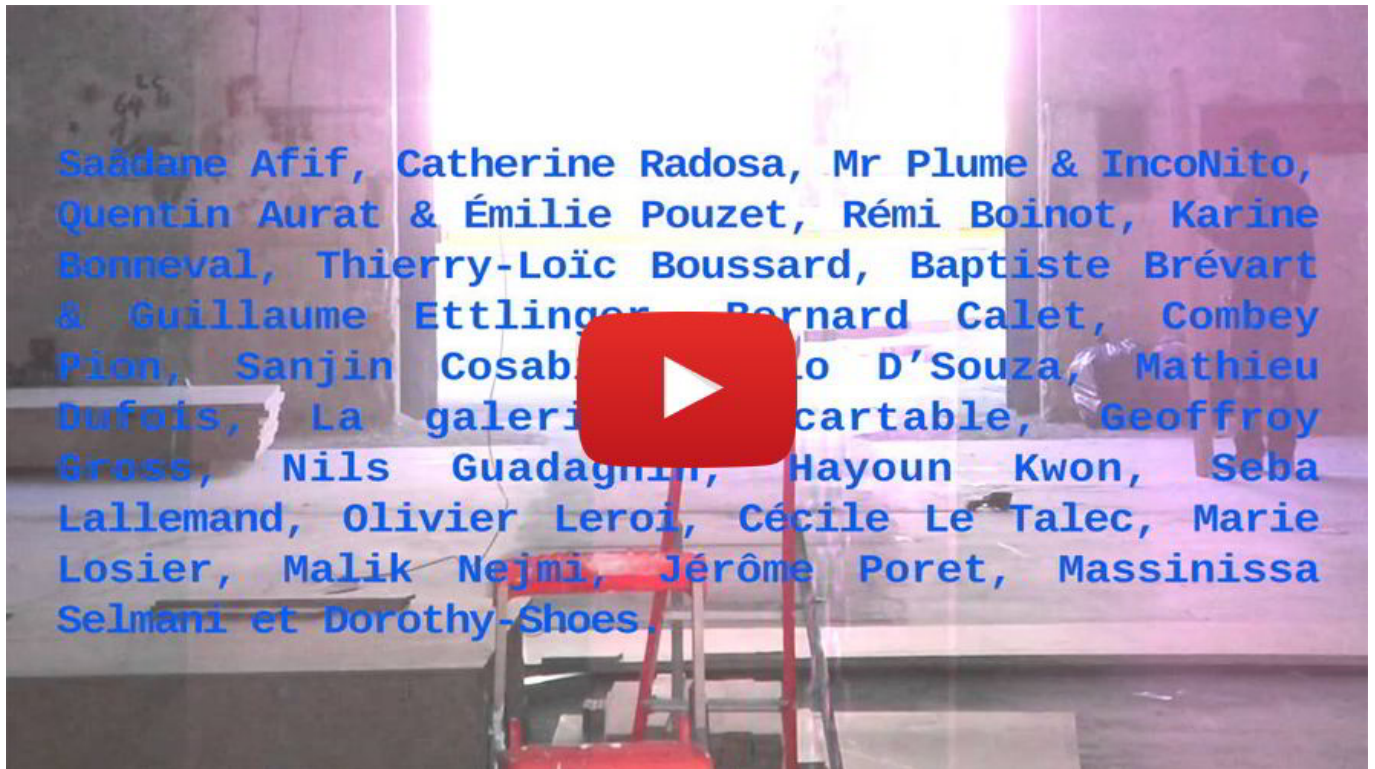 Saâdane Afif, Catherine Radosa, Mr Plume & IncoNito,
Quentin Aurat & Émilie Pouzet, Rémi Boinot, Karine
Bonneval, Thierry-Loïc Boussard, Baptiste Brévart
& Guillaume Ettlinger, Bernard Calet, Combey
Pion, Sanjin D’Souza, Mathieu
Dufois, La Geoffroy
Gross, Nils Guadagnin, Hayoun Kwon, Seba
Lallemand, Olivier Leroi, Cécile Le Talec, Marie
Losier, Malik Nejmi, Jérôme Poret, Massinissa
Selmani et Dorothy-Shoes.